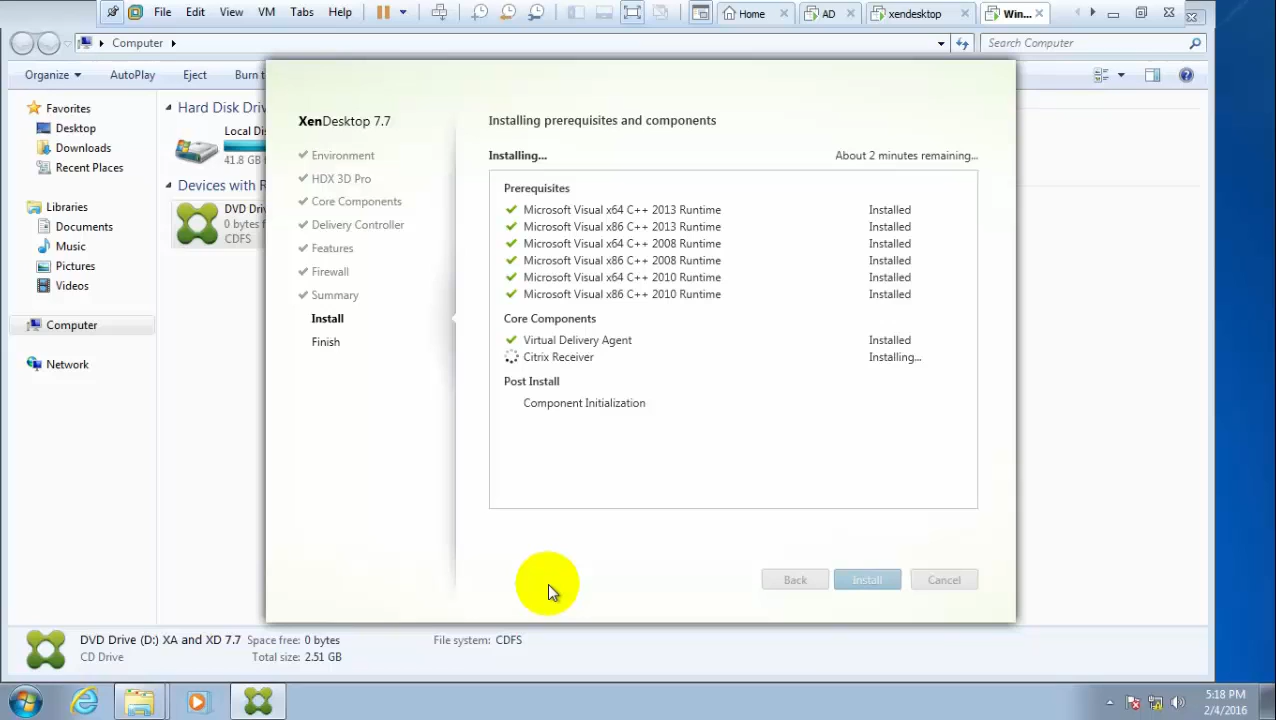 File Edit View VM Tabs Help
Home
AD
xendesktop
Win...
Computer
Search Computer
Organize
AutoPlay
Eject
Burn t
Favorites
Desktop
Downloads
Recent Places
Libraries
Documents
Music
Pictures
Videos
Computer
Network
Hard Disk Driv
Local Dis
41.8 GB
Devices with R
DVD Driv
0 bytes f
CDFS
XenDesktop 7.7
Environment
HDX 3D Pro
Core Components
Delivery Controller
Features
Firewall
Summary
Install
Finish
Installing prerequisites and components
Installing... About 2 minutes remaining...
Prerequisites
Microsoft Visual x64 C++ 2013 Runtime Installed
Microsoft Visual x86 C++ 2013 Runtime Installed
Microsoft Visual x64 C++ 2008 Runtime Installed
Microsoft Visual x86 C++ 2008 Runtime Installed
Microsoft Visual x64 C++ 2010 Runtime Installed
Microsoft Visual x86 C++ 2010 Runtime Installed
Core Components
Virtual Delivery Agent Installed
Citrix Receiver Installing...
Post Install
Component Initialization
Back Install Cancel
DVD Drive (D:) XA and XD 7.7 Space free: 0 bytes File system: CDFS
CD Drive Total size: 2.51 GB
5:18 PM
2/4/2016